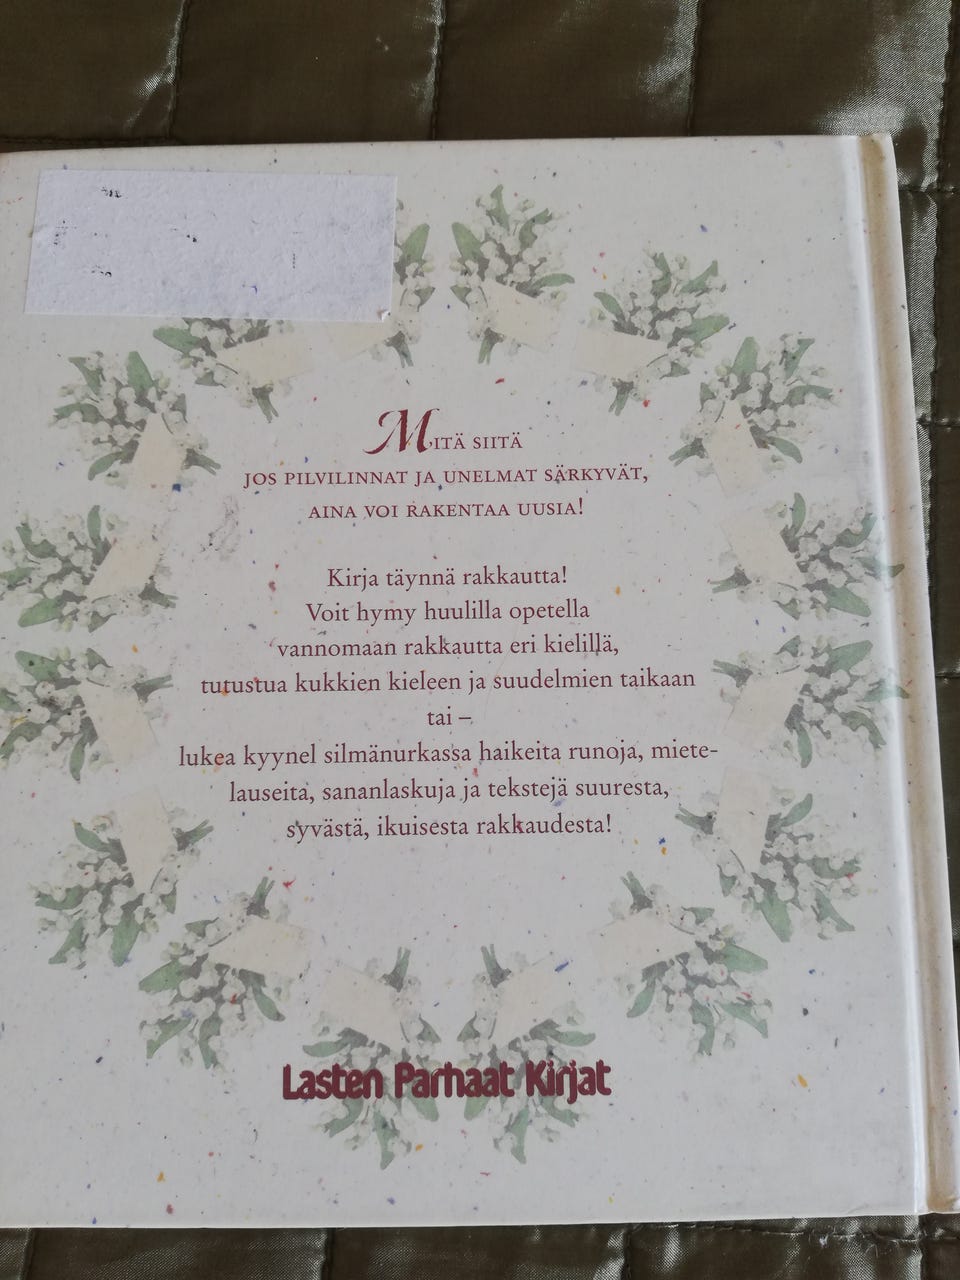 Mitä siitä
jos pilvilinnat ja unelmat särkyvät,
aina voi rakentaa uusia!
Kirja täynnä rakkautta!
Voit hymy huulilla opetella
vannomaan rakkautta eri kielillä,
tutustua kukkien kieleen ja suudelmien taikaan
tai –
lukea kyynel silmänurkassa haikeita runoja, miete-
lauseita, sananlaskuja ja tekstejä suuresta,
syvästä, ikuisesta rakkaudesta!
Lasten Parhaat Kirjat